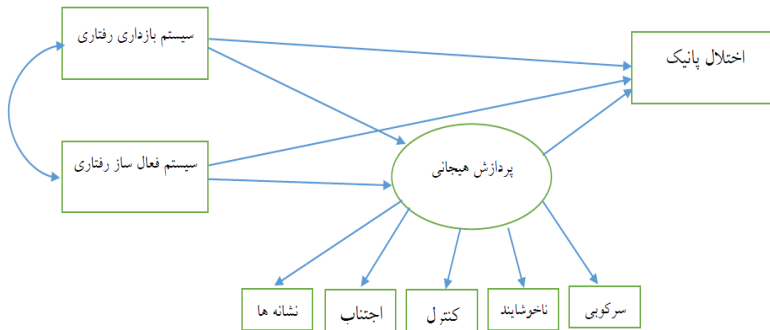 سیستم بازداری رفتاری
اختلال پانیک
سیستم فعال ساز رفتاری
پردازش هیجانی
سرکوبی
ناخوشایند
کنترل
اجتناب
نشانه ها